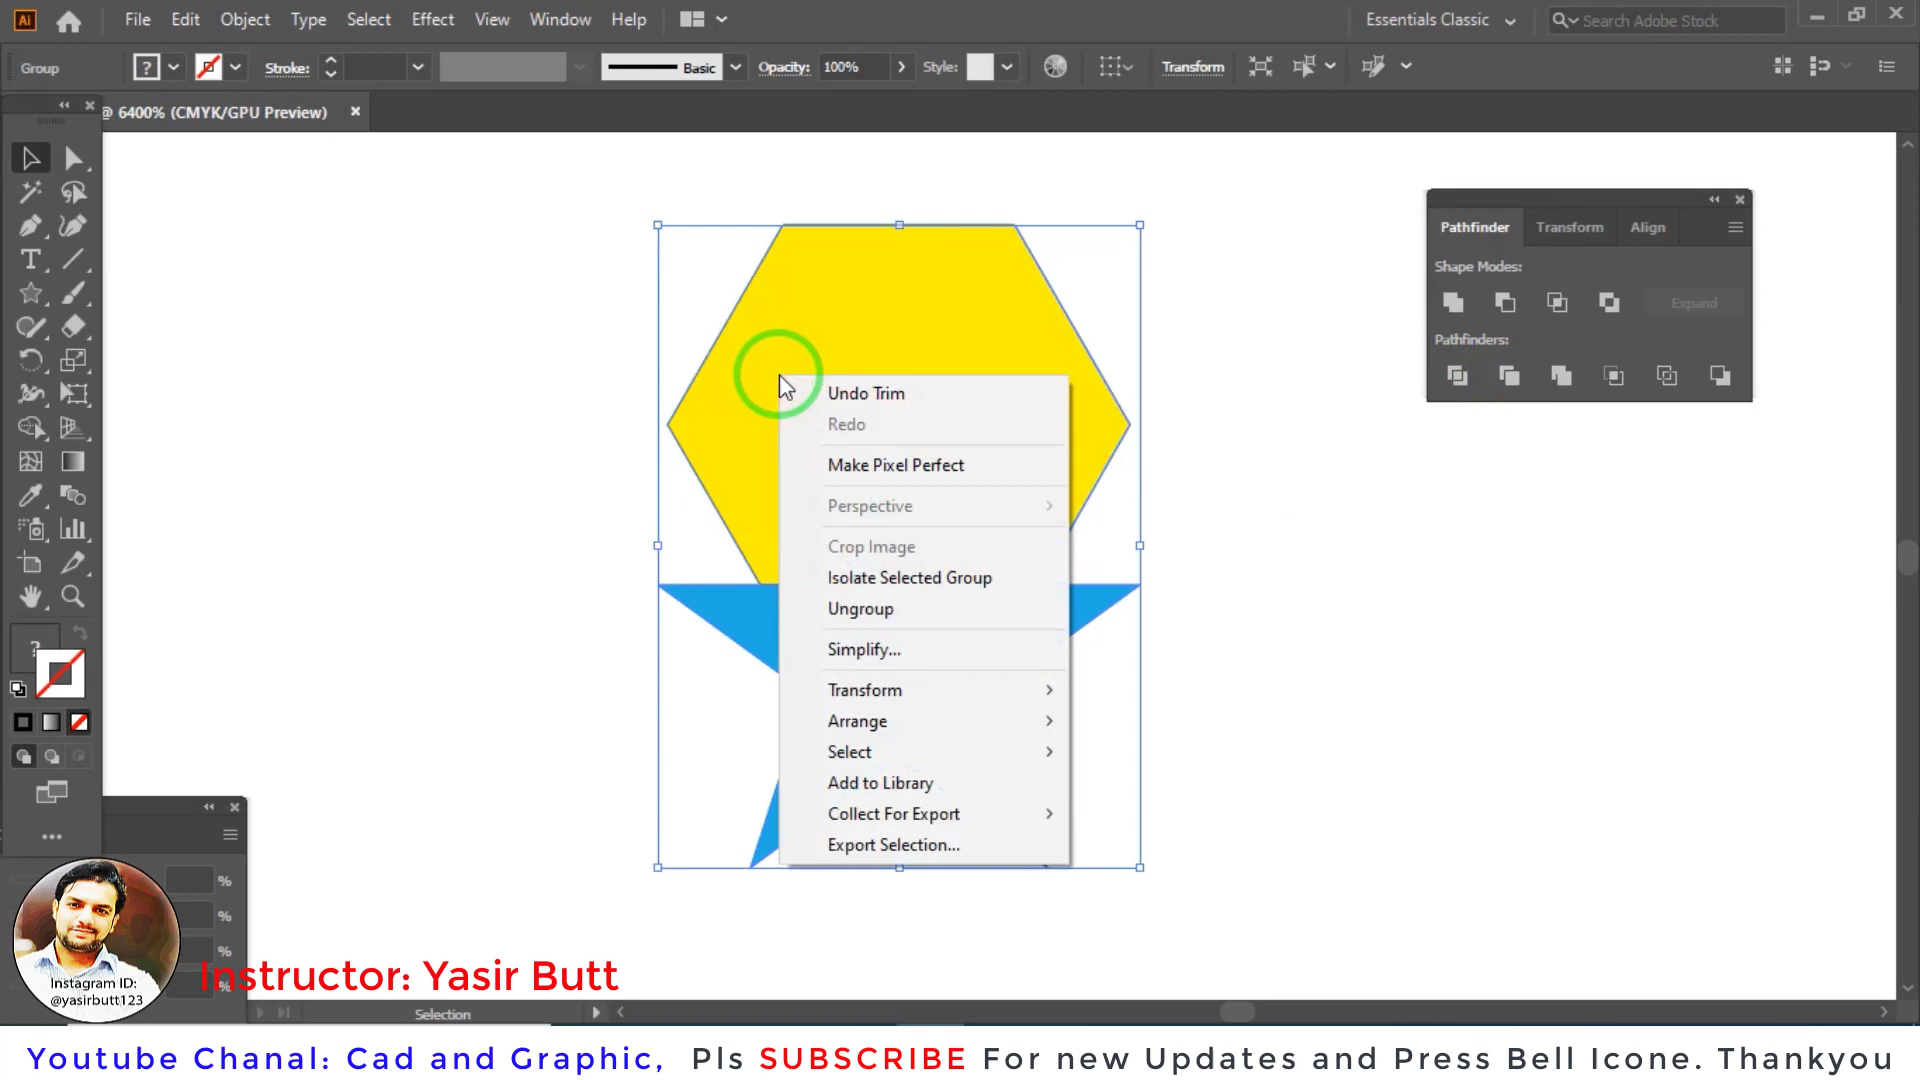 Ai File Edit Object Type Select Effect View Window Help Essentials Classic Search Adobe Stock
Group ? Stroke: Basic Opacity: 100% Style: Transform
@ 6400% (CMYK/GPU Preview)
Pathfinder Transform Align
Shape Modes:
Expand
Pathfinders:
Undo Trim
Redo
Make Pixel Perfect
Perspective
Crop Image
Isolate Selected Group
Ungroup
Simplify...
Transform
Arrange
Select
Add to Library
Collect For Export
Export Selection...
?
%
%
%
%
Instagram ID:
@yasirbutt123
Instructor: Yasir Butt
Selection
Youtube Chanal: Cad and Graphic, Pls SUBSCRIBE For new Updates and Press Bell Icone. Thankyou